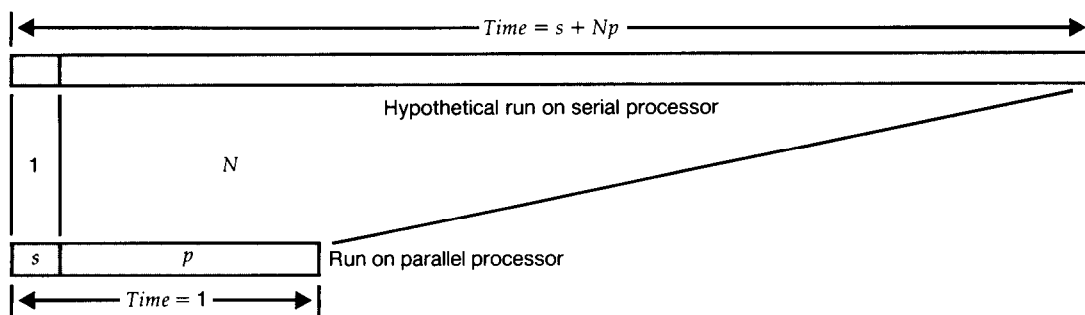 Time = s + Np
Hypothetical run on serial processor
1 N
s p Run on parallel processor
Time = 1